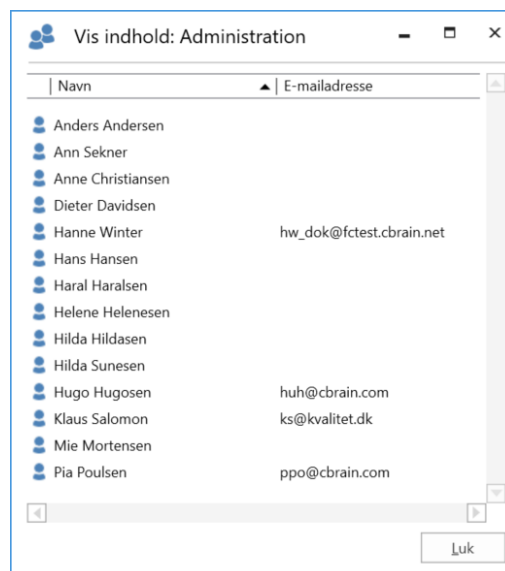 Vis indhold: Administration
Navn E-mailadresse
Anders Andersen
Ann Sekner
Anne Christiansen
Dieter Davidsen
Hanne Winter hw_dok@fctest.cbrain.net
Hans Hansen
Haral Haralsen
Helene Helenesen
Hilda Hildasen
Hilda Sunesen
Hugo Hugosen huh@cbrain.com
Klaus Salomon ks@kvalitet.dk
Mie Mortensen
Pia Poulsen ppo@cbrain.com
Luk